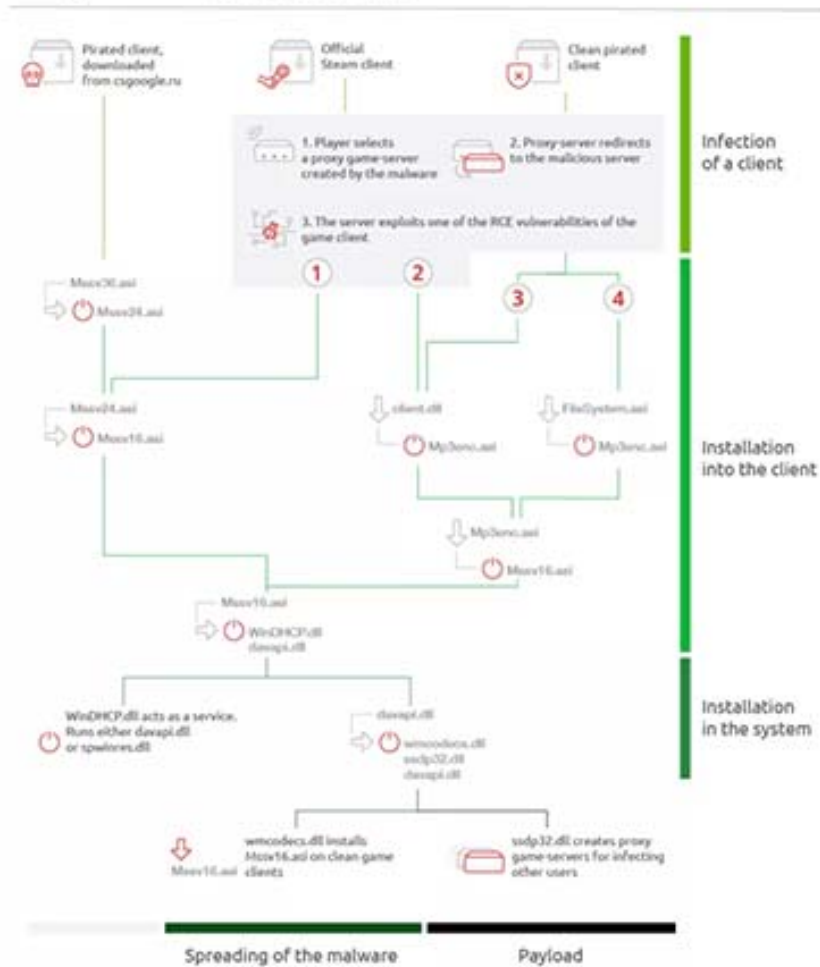 Pirated client,
downloaded
from csgoogle.ru
Official
Steam client
Clean pirated
client
1. Player selects
a proxy game-server
created by the malware
2. Proxy-server redirects
to the malicious server
3. The server exploits one of the RCE vulnerabilities of the
game client
Infection
of a client
1
2
3
4
Mssv36.asi
Mssv24.asi
Mssv24.asi
Mssv16.asi
client.dll
Mp3enc.asi
FileSystem.asi
Mp3enc.asi
Mp3enc.asi
Mssv16.asi
Installation
into the client
Mssv16.asi
WinDHCP.dll
davapi.dll
WinDHCP.dll acts as a service.
Runs either davapi.dll
or spwinres.dll
davapi.dll
wmcodecs.dll
ssdp32.dll
davapi.dll
Installation
in the system
Mssv16.asi
wmcodecs.dll installs
Mssv16.asi on clean game
clients
ssdp32.dll creates proxy
game-servers for infecting
other users
Spreading of the malware
Payload